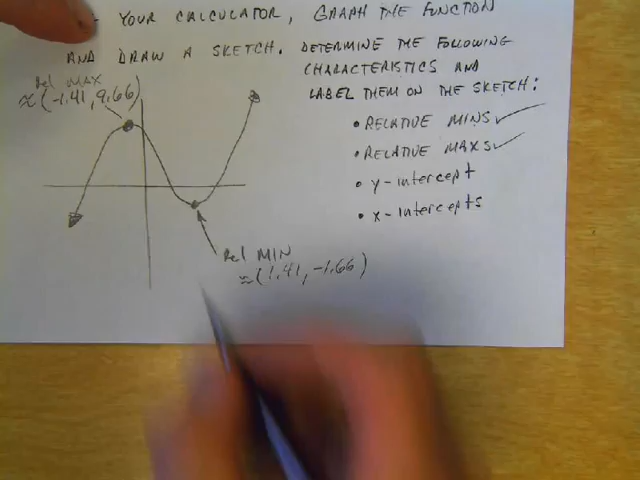 YOUR CALCULATOR, GRAPH THE FUNCTION
AND DRAW A SKETCH. DETERMINE THE FOLLOWING
CHARACTERISTICS AND
LABEL THEM ON THE SKETCH:
• RELATIVE MINS ✓
• RELATIVE MAXS ✓
• y-intercept
• x-intercepts
Rel MAX
≈(-1.41, 9.66)
Rel MIN
≈(1.41, -1.66)